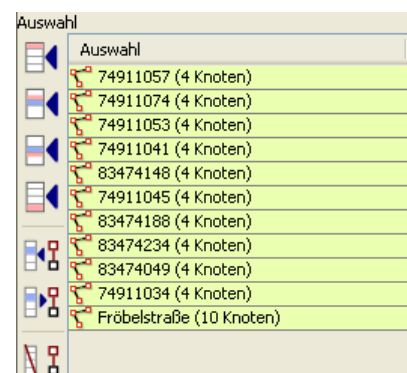 Auswahl
Auswahl
74911057 (4 Knoten)
74911074 (4 Knoten)
74911053 (4 Knoten)
74911041 (4 Knoten)
83474148 (4 Knoten)
74911045 (4 Knoten)
83474188 (4 Knoten)
83474234 (4 Knoten)
83474049 (4 Knoten)
74911034 (4 Knoten)
Fröbelstraße (10 Knoten)